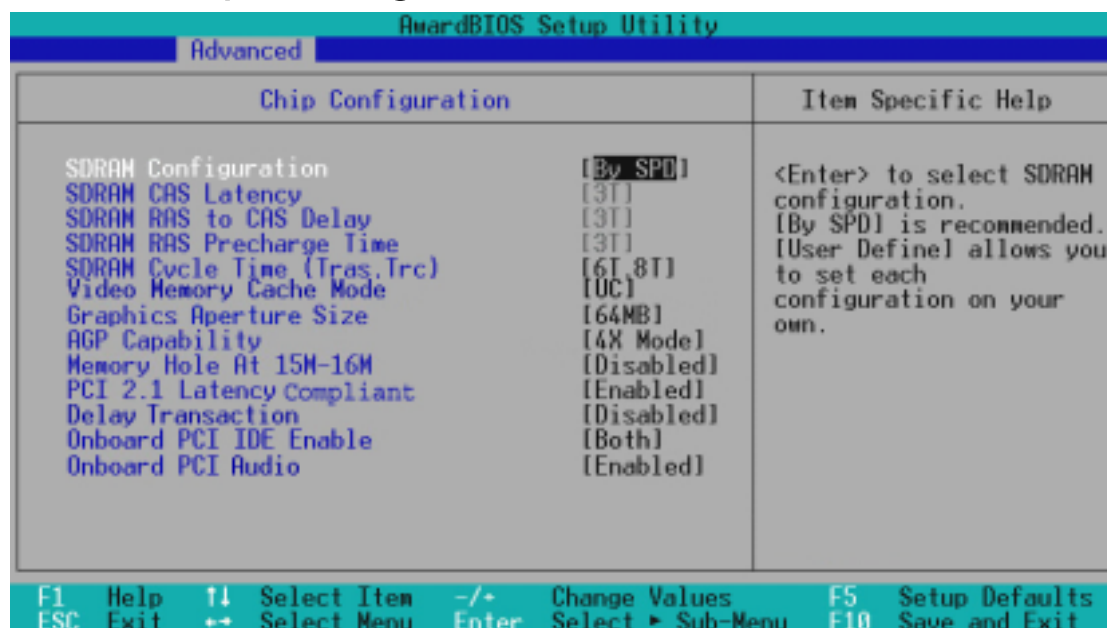 AwardBIOS Setup Utility
Advanced
Chip Configuration
Item Specific Help
SDRAM Configuration [By SPD]
SDRAM CAS Latency [3T]
SDRAM RAS to CAS Delay [3T]
SDRAM RAS Precharge Time [3T]
SDRAM Cycle Time (Tras,Trc) [6T,8T]
Video Memory Cache Mode [UC]
Graphics Aperture Size [64MB]
AGP Capability [4X Mode]
Memory Hole At 15M-16M [Disabled]
PCI 2.1 Latency Compliant [Enabled]
Delay Transaction [Disabled]
Onboard PCI IDE Enable [Both]
Onboard PCI Audio [Enabled]
<Enter> to select SDRAM
configuration.
[By SPD] is recommended.
[User Define] allows you
to set each
configuration on your
own.
F1 Help ↑↓ Select Item -/+ Change Values F5 Setup Defaults
ESC Exit ←→ Select Menu Enter Select ► Sub-Menu F10 Save and Exit